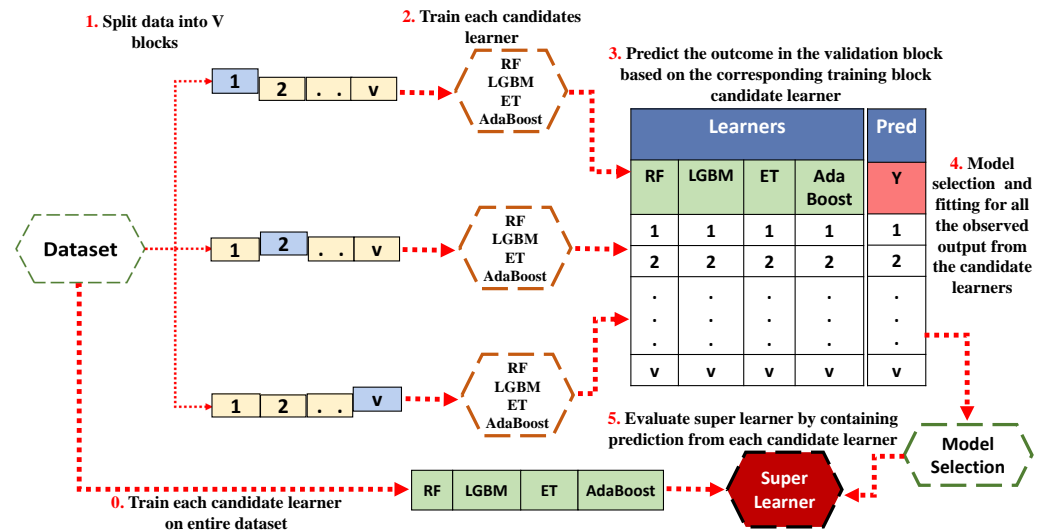 1. Split data into V
blocks
2. Train each candidates
learner
3. Predict the outcome in the validation block
based on the corresponding training block
candidate learner
1 2 . . v
RF
LGBM
ET
AdaBoost
Learners Pred
RF LGBM ET Ada
Boost Y
1 1 1 1 1
2 2 2 2 2
. . . . .
. . . . .
. . . . .
v v v v v
4. Model
selection and
fitting for all
the observed
output from
the candidate
learners
Dataset
1 2 . . v
RF
LGBM
ET
AdaBoost
1 2 . . v
RF
LGBM
ET
AdaBoost
5. Evaluate super learner by containing
prediction from each candidate learner
Model
Selection
0. Train each candidate learner
on entire dataset
RF LGBM ET AdaBoost
Super
Learner